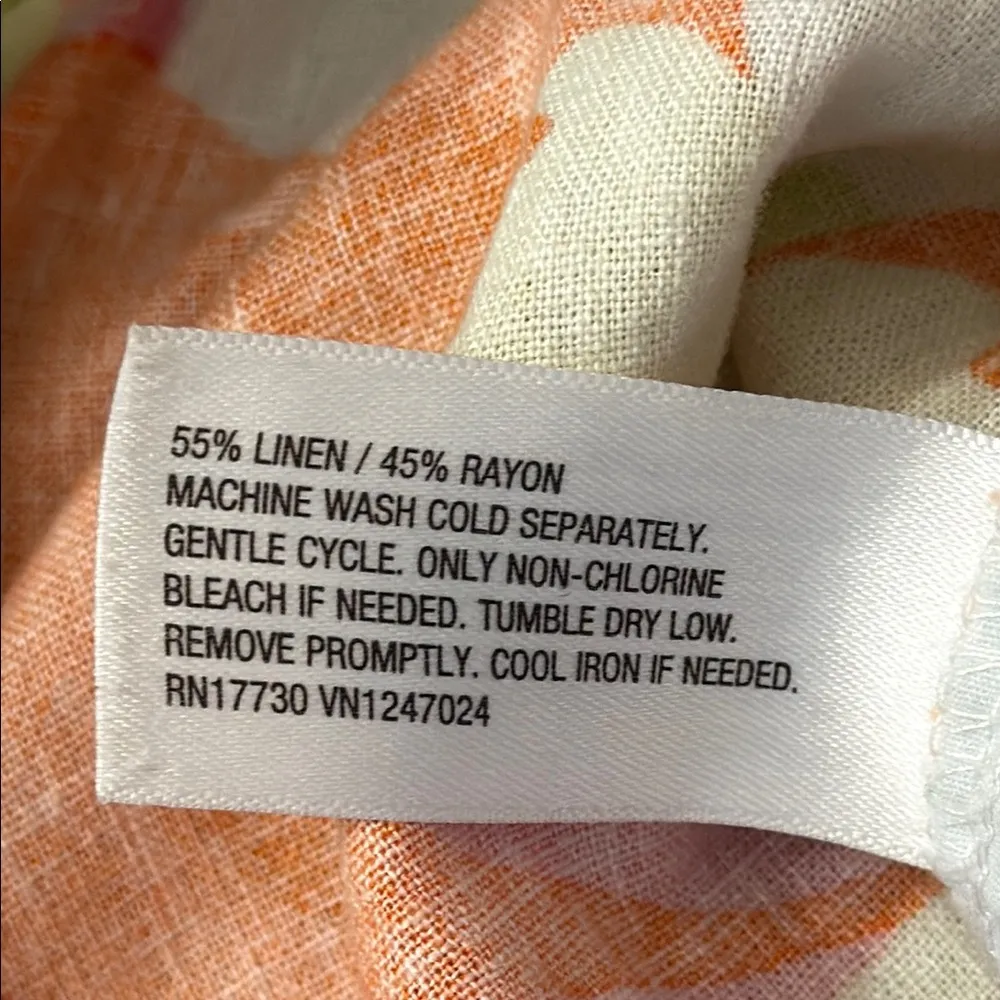 55% LINEN / 45% RAYON
MACHINE WASH COLD SEPARATELY.
GENTLE CYCLE. ONLY NON-CHLORINE
BLEACH IF NEEDED. TUMBLE DRY LOW.
REMOVE PROMPTLY. COOL IRON IF NEEDED.
RN17730 VN1247024